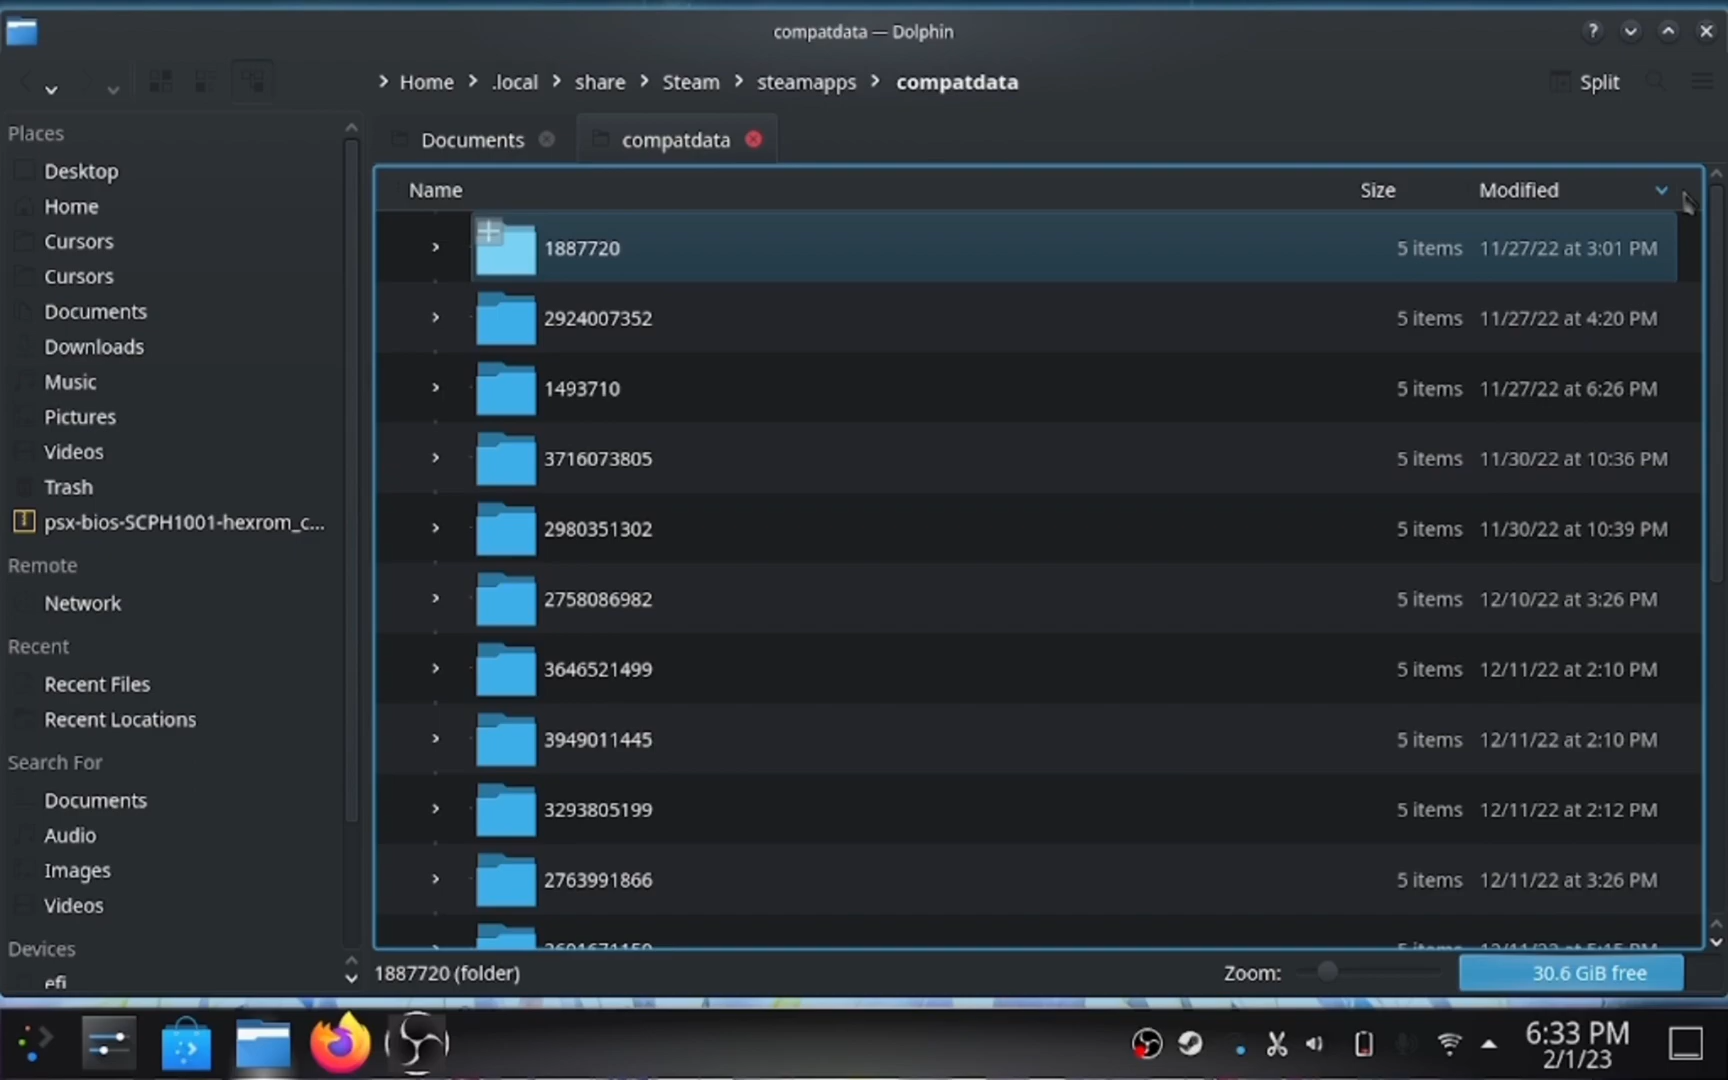 compatdata — Dolphin
Home > .local > share > Steam > steamapps > compatdata
Split
Documents
compatdata
Places
Desktop
Home
Cursors
Cursors
Documents
Downloads
Music
Pictures
Videos
Trash
psx-bios-SCPH1001-hexrom_c...
Remote
Network
Recent
Recent Files
Recent Locations
Search For
Documents
Audio
Images
Videos
Devices
efi
Name Size Modified
1887720 5 items 11/27/22 at 3:01 PM
2924007352 5 items 11/27/22 at 4:20 PM
1493710 5 items 11/27/22 at 6:26 PM
3716073805 5 items 11/30/22 at 10:36 PM
2980351302 5 items 11/30/22 at 10:39 PM
2758086982 5 items 12/10/22 at 3:26 PM
3646521499 5 items 12/11/22 at 2:10 PM
3949011445 5 items 12/11/22 at 2:10 PM
3293805199 5 items 12/11/22 at 2:12 PM
2763991866 5 items 12/11/22 at 3:26 PM
1887720 (folder)
Zoom:
30.6 GiB free
6:33 PM
2/1/23